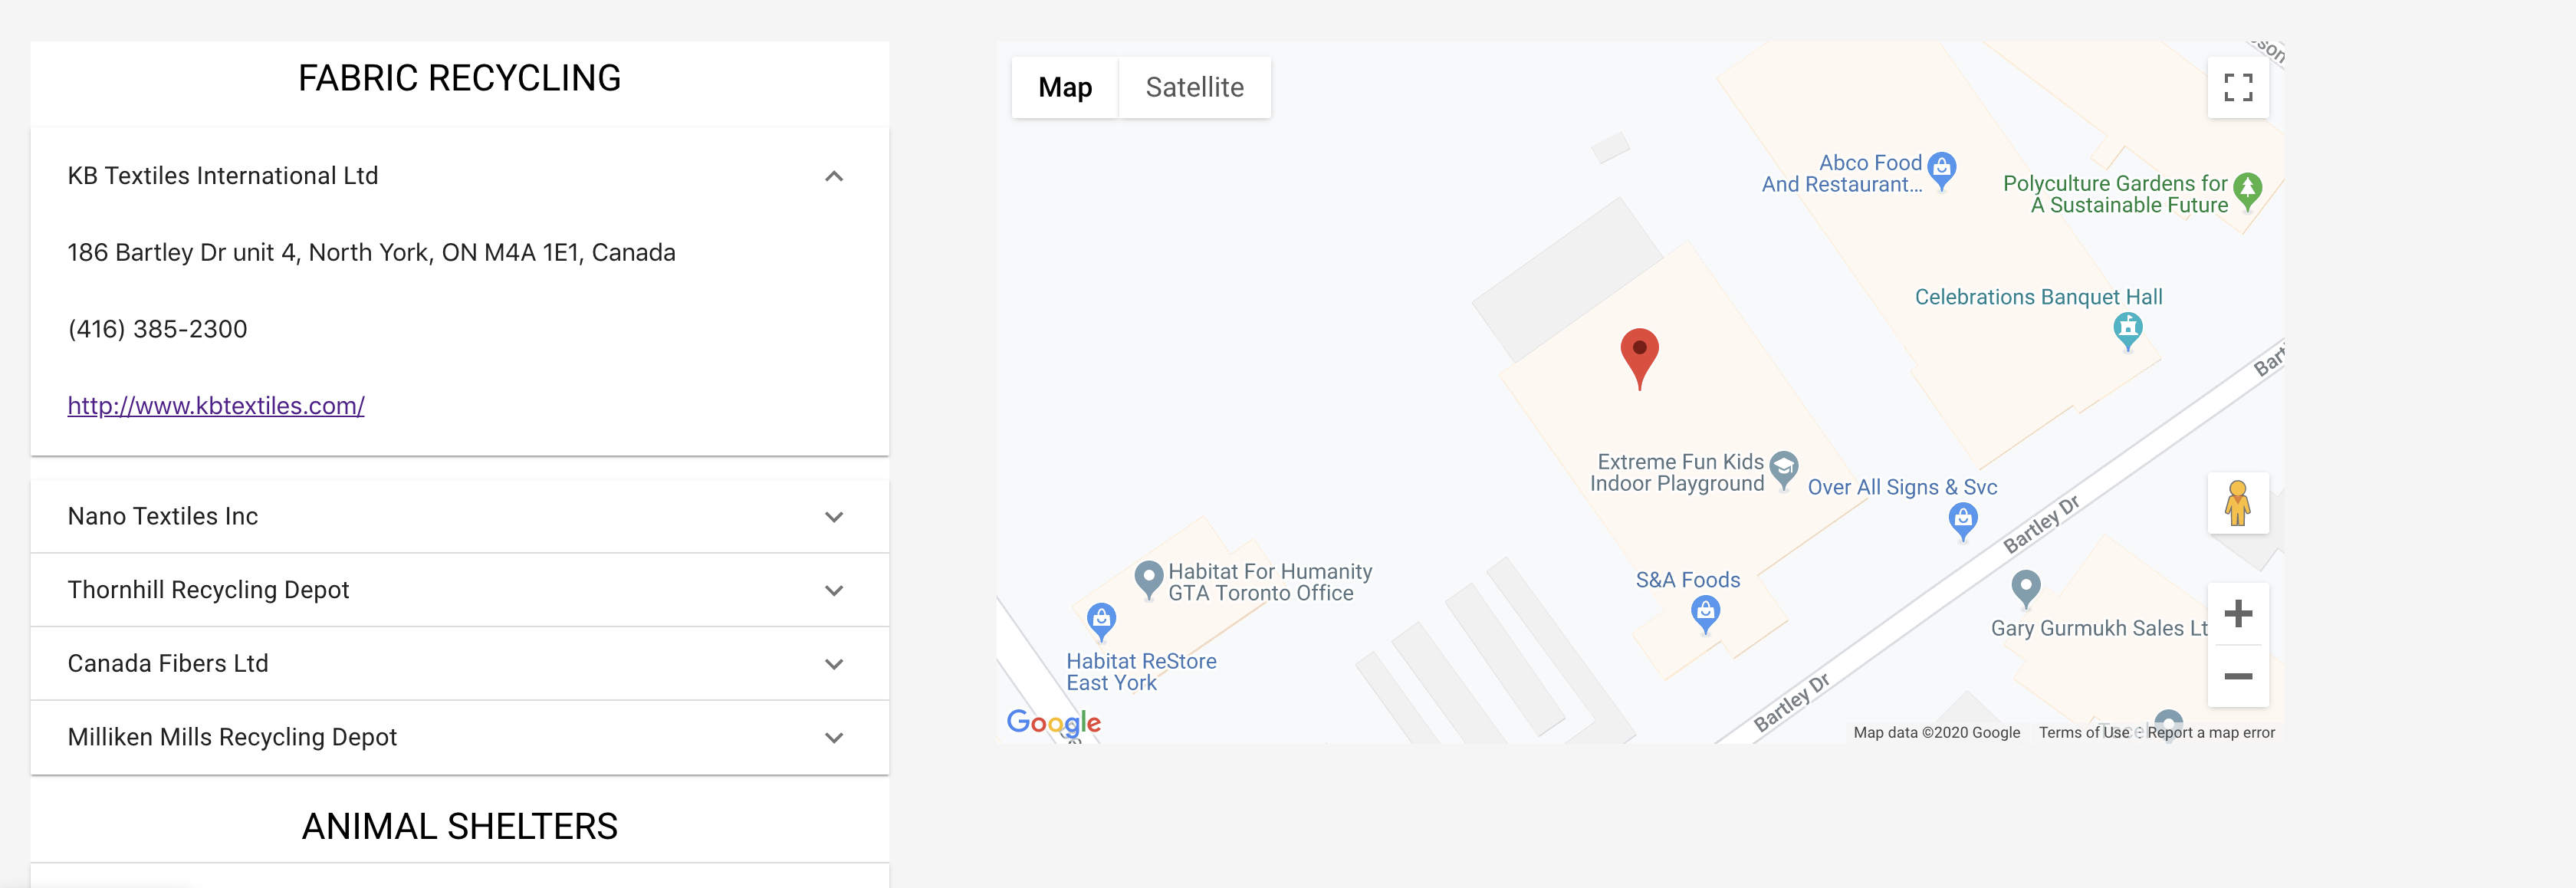 FABRIC RECYCLING
KB Textiles International Ltd
186 Bartley Dr unit 4, North York, ON M4A 1E1, Canada
(416) 385-2300
http://www.kbtextiles.com/
Nano Textiles Inc
Thornhill Recycling Depot
Canada Fibers Ltd
Milliken Mills Recycling Depot
ANIMAL SHELTERS
Map
Satellite
Abco Food
And Restaurant...
Polyculture Gardens for
A Sustainable Future
Celebrations Banquet Hall
Extreme Fun Kids
Indoor Playground
Over All Signs & Svc
Bartley Dr
Habitat For Humanity
GTA Toronto Office
S&A Foods
Gary Gurmukh Sales Lt
Habitat ReStore
East York
Bartley Dr
Google
Map data ©2020 Google
Terms of Use
Report a map error